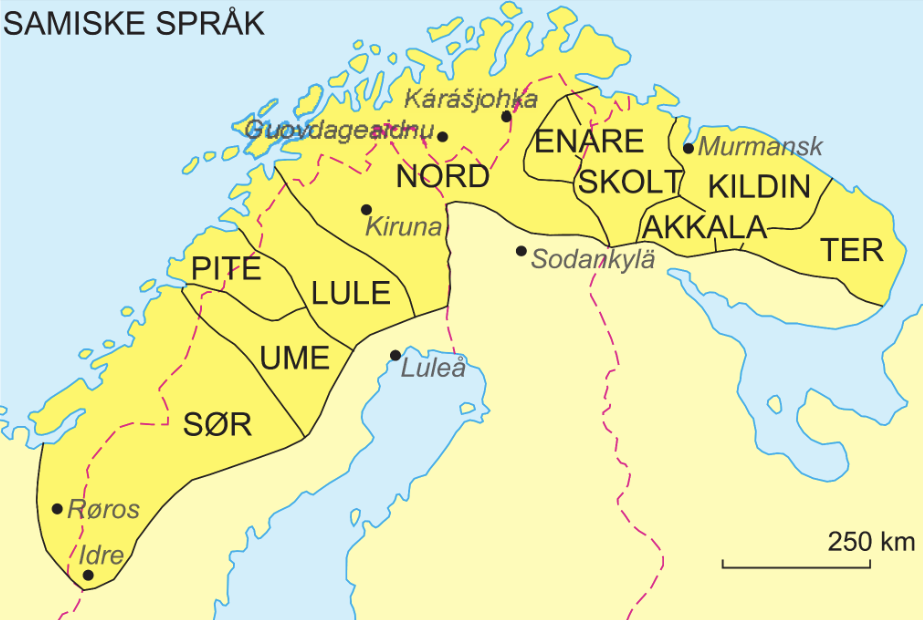 SAMISKE SPRÅK
Kárášjohka
Guovdageaidnu
ENARE
Murmansk
NORD
SKOLT
KILDIN
Kiruna
AKKALA
TER
Sodankylä
PITE
LULE
UME
Luleå
SØR
Røros
Idre
250 km